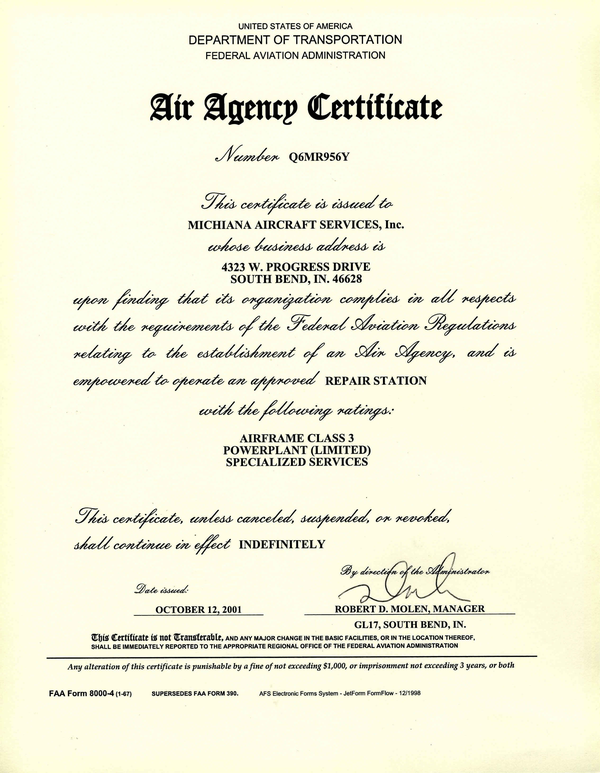 UNITED STATES OF AMERICA
DEPARTMENT OF TRANSPORTATION
FEDERAL AVIATION ADMINISTRATION
Air Agency Certificate
Number Q6MR956Y
This certificate is issued to
MICHIANA AIRCRAFT SERVICES, Inc.
whose business address is
4323 W. PROGRESS DRIVE
SOUTH BEND, IN. 46628
upon finding that its organization complies in all respects
with the requirements of the Federal Aviation Regulations
relating to the establishment of an Air Agency, and is
empowered to operate an approved REPAIR STATION
with the following ratings:
AIRFRAME CLASS 3
POWERPLANT (LIMITED)
SPECIALIZED SERVICES
This certificate, unless canceled, suspended, or revoked,
shall continue in effect INDEFINITELY
By direction of the Administrator
Date issued:
OCTOBER 12, 2001
ROBERT D. MOLEN, MANAGER
GL17, SOUTH BEND, IN.
This Certificate is not Transferable, AND ANY MAJOR CHANGE IN THE BASIC FACILITIES, OR IN THE LOCATION THEREOF,
SHALL BE IMMEDIATELY REPORTED TO THE APPROPRIATE REGIONAL OFFICE OF THE FEDERAL AVIATION ADMINISTRATION
Any alteration of this certificate is punishable by a fine of not exceeding $1,000, or imprisonment not exceeding 3 years, or both
FAA Form 8000-4 (1-67) SUPERSEDES FAA FORM 390. AFS Electronic Forms System - JetForm FormFlow - 12/1998